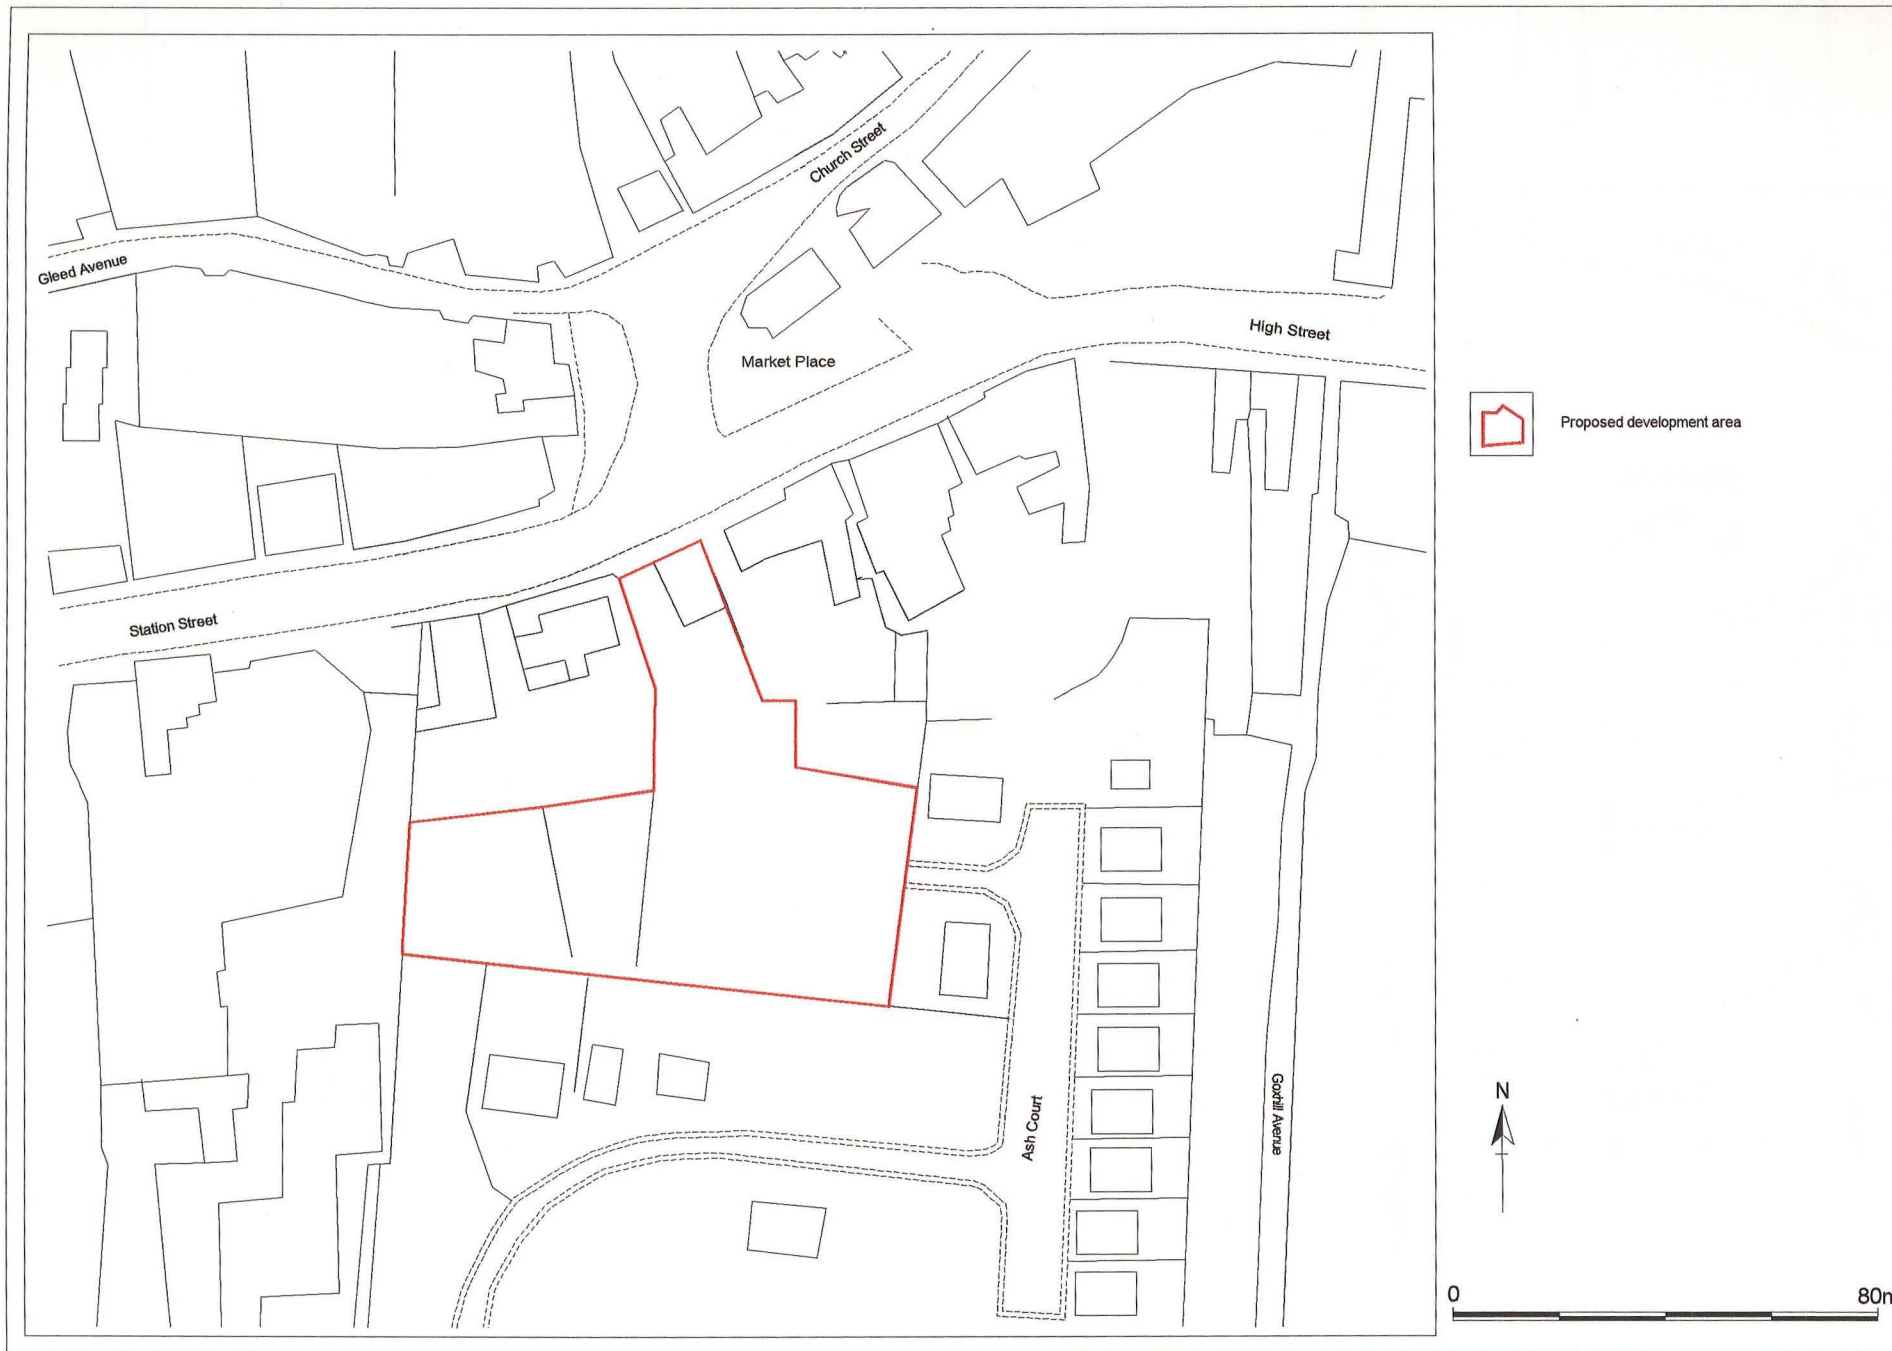 Church Street
Gleed Avenue
High Street
Market Place
Proposed development area
Station Street
N
Ash Court
Goxhill Avenue
0 80m